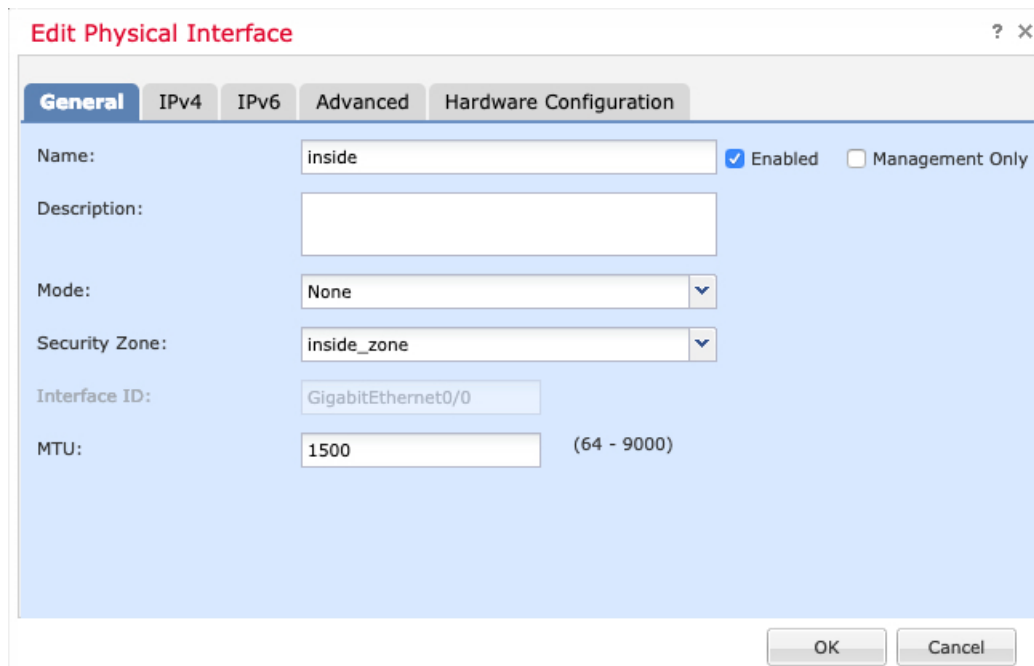 Edit Physical Interface ?
General IPv4 IPv6 Advanced Hardware Configuration
Name: inside Enabled Management Only
Description:
Mode: None
Security Zone: inside_zone
Interface ID: GigabitEthernet0/0
MTU: 1500 (64 - 9000)
OK Cancel